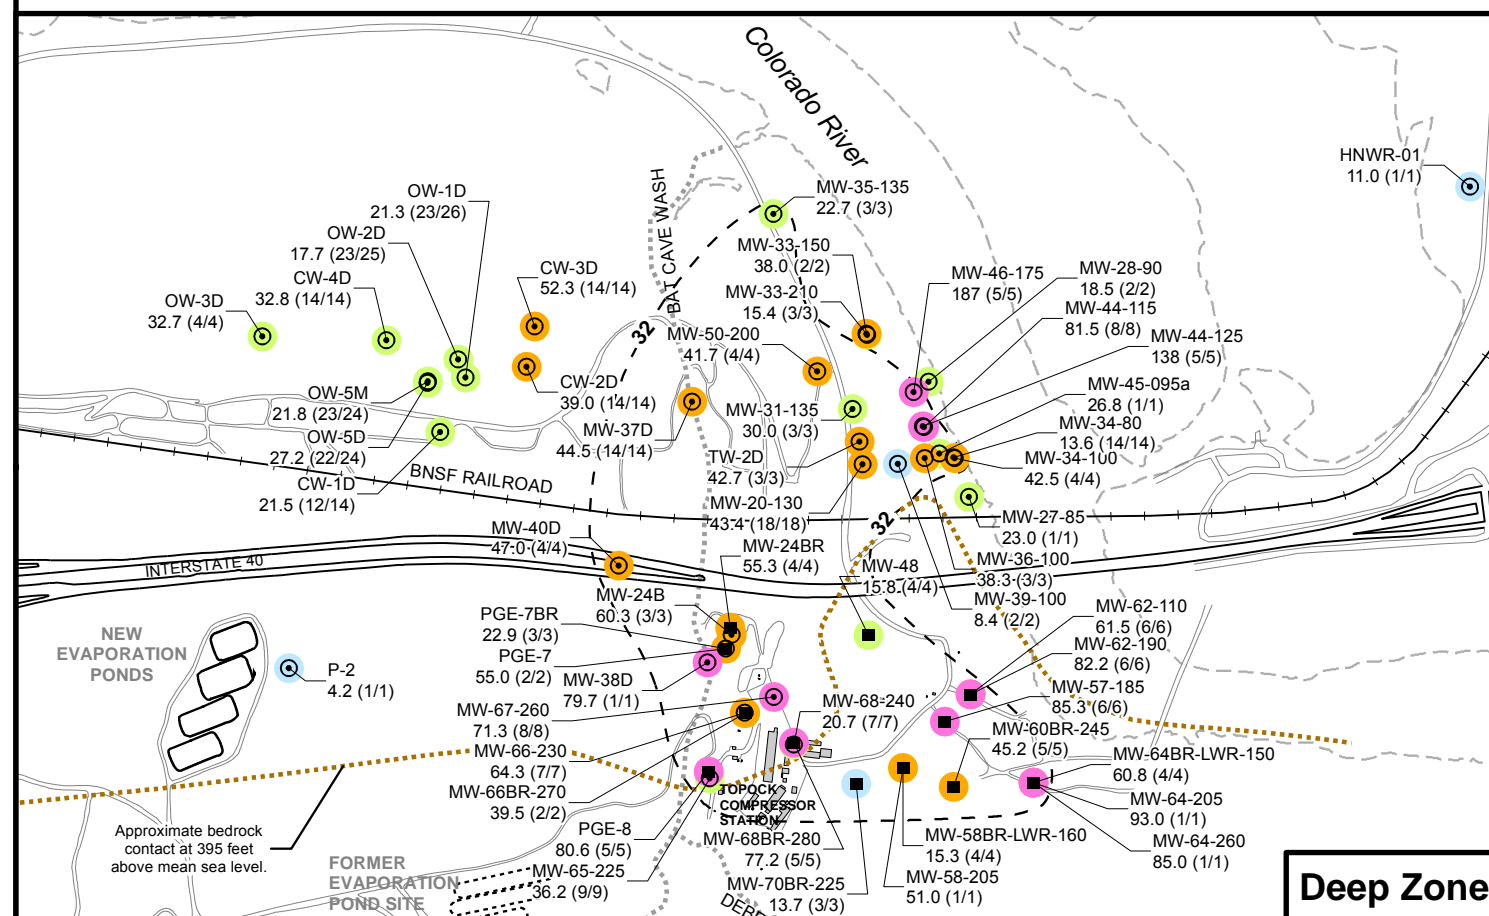 Colorado River
HNWR-01
11.0 (1/1)
OW-1D
21.3 (23/26)
MW-35-135
22.7 (3/3)
BAT CAVE WASH
OW-2D
17.7 (23/25)
MW-33-150
38.0 (2/2)
CW-3D
52.3 (14/14)
MW-46-175
187 (5/5)
MW-28-90
18.5 (2/2)
CW-4D
32.8 (14/14)
OW-3D
32.7 (4/4)
MW-33-210
15.4 (3/3)
MW-44-115
81.5 (8/8)
32
MW-50-200
41.7 (4/4)
MW-44-125
138 (5/5)
OW-5M
21.8 (23/24)
CW-2D
39.0 (14/14)
MW-45-095a
26.8 (1/1)
MW-31-135
30.0 (3/3)
MW-34-80
13.6 (14/14)
OW-5D
27.2 (22/24)
MW-37D
44.5 (14/14)
TW-2D
42.7 (3/3)
MW-34-100
42.5 (4/4)
CW-1D
21.5 (12/14)
BNSF RAILROAD
MW-20-130
43.4 (18/18)
32
MW-27-85
23.0 (1/1)
MW-40D
47.0 (4/4)
MW-24BR
55.3 (4/4)
MW-48
15.8 (4/4)
MW-36-100
38.3 (3/3)
INTERSTATE 40
MW-24B
60.3 (3/3)
MW-39-100
8.4 (2/2)
MW-62-110
61.5 (6/6)
PGE-7BR
22.9 (3/3)
NEW
EVAPORATION
PONDS
MW-62-190
82.2 (6/6)
PGE-7
55.0 (2/2)
P-2
4.2 (1/1)
MW-38D
79.7 (1/1)
MW-57-185
85.3 (6/6)
MW-68-240
20.7 (7/7)
MW-67-260
71.3 (8/8)
MW-60BR-245
45.2 (5/5)
MW-66-230
64.3 (7/7)
MW-64BR-LWR-150
60.8 (4/4)
MW-66BR-270
39.5 (2/2)
TOPOCK
COMPRESSOR
STATION
MW-64-205
93.0 (1/1)
Approximate bedrock
contact at 395 feet
above mean sea level.
PGE-8
80.6 (5/5)
MW-68BR-280
77.2 (5/5)
MW-58BR-LWR-160
15.3 (4/4)
MW-64-260
85.0 (1/1)
FORMER
EVAPORATION
POND SITE
MW-65-225
36.2 (9/9)
MW-70BR-225
13.7 (3/3)
MW-58-205
51.0 (1/1)
Deep Zone